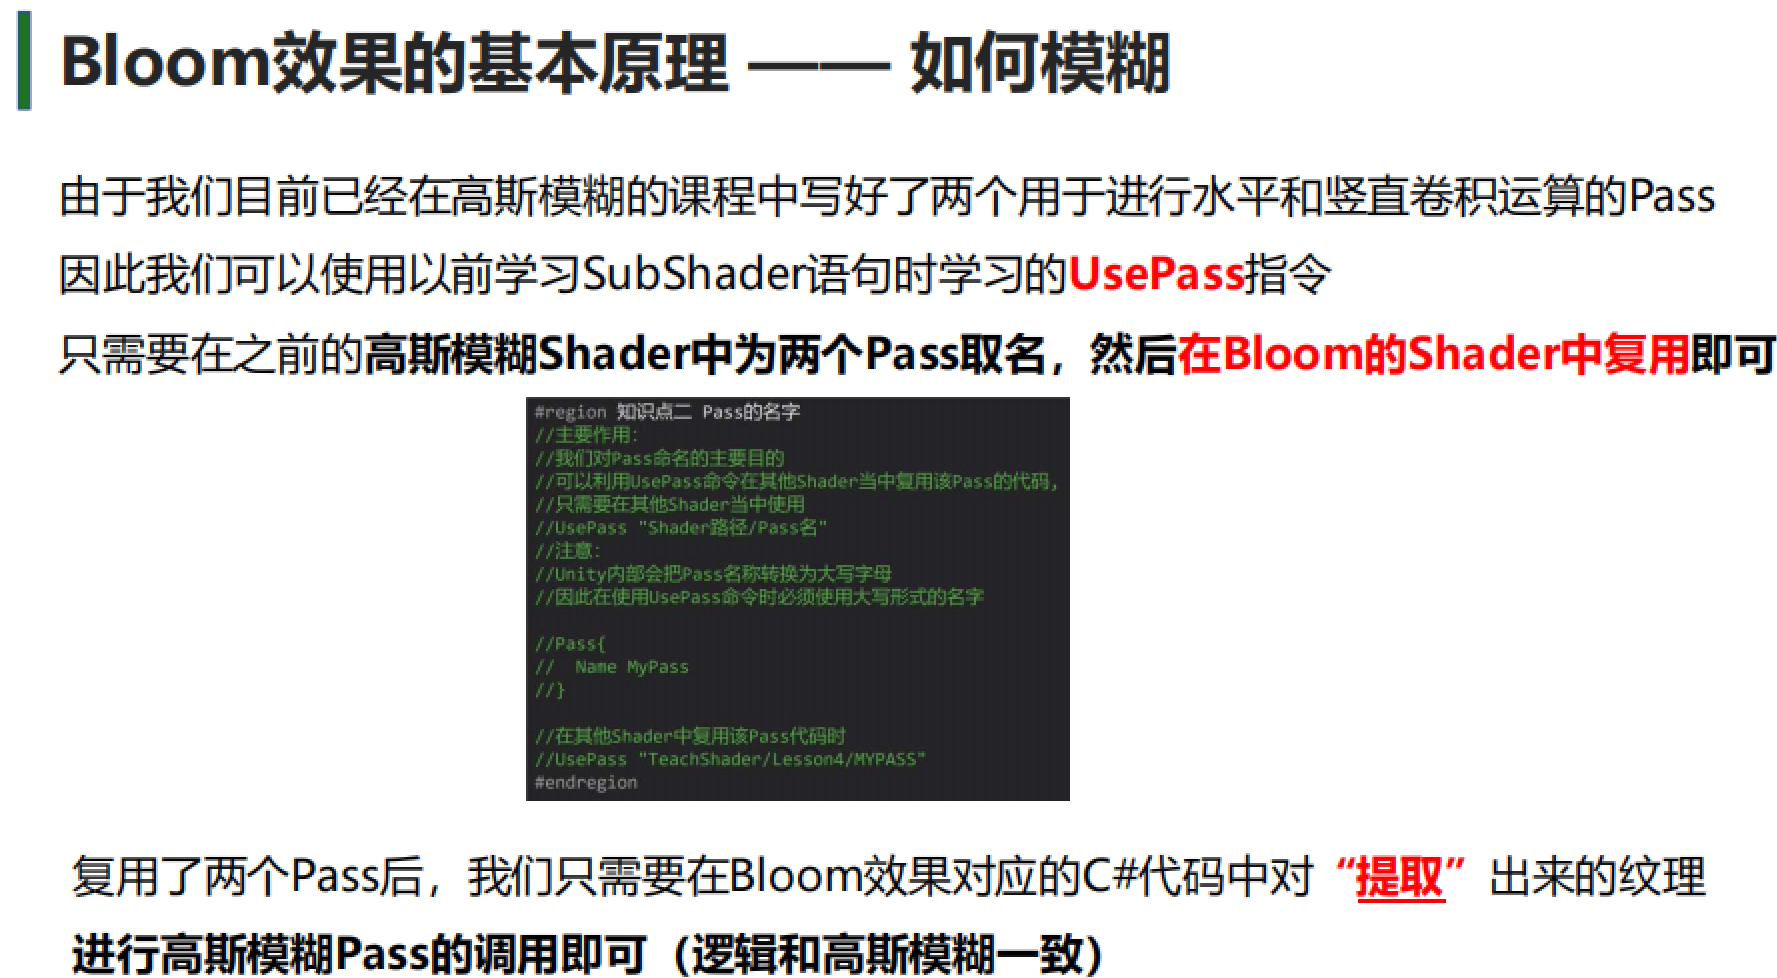 Bloom效果的基本原理 —— 如何模糊
由于我们目前已经在高斯模糊的课程中写好了两个用于进行水平和竖直卷积运算的Pass
因此我们可以使用以前学习SubShader语句时学习的UsePass指令
只需要在之前的高斯模糊Shader中为两个Pass取名，然后在Bloom的Shader中复用即可
#region 知识点二 Pass的名字
//主要作用：
//我们对Pass命名的主要目的
//可以利用UsePass命令在其他Shader当中复用该Pass的代码，
//只需要在其他Shader当中使用
//UsePass "Shader路径/Pass名"
//注意：
//Unity内部会把Pass名称转换为大写字母
//因此在使用UsePass命令时必须使用大写形式的名字
//Pass{
//  Name MyPass
//}
//在其他Shader中复用该Pass代码时
//UsePass "TeachShader/Lesson4/MYPASS"
#endregion
复用了两个Pass后，我们只需要在Bloom效果对应的C#代码中对“提取”出来的纹理
进行高斯模糊Pass的调用即可（逻辑和高斯模糊一致）